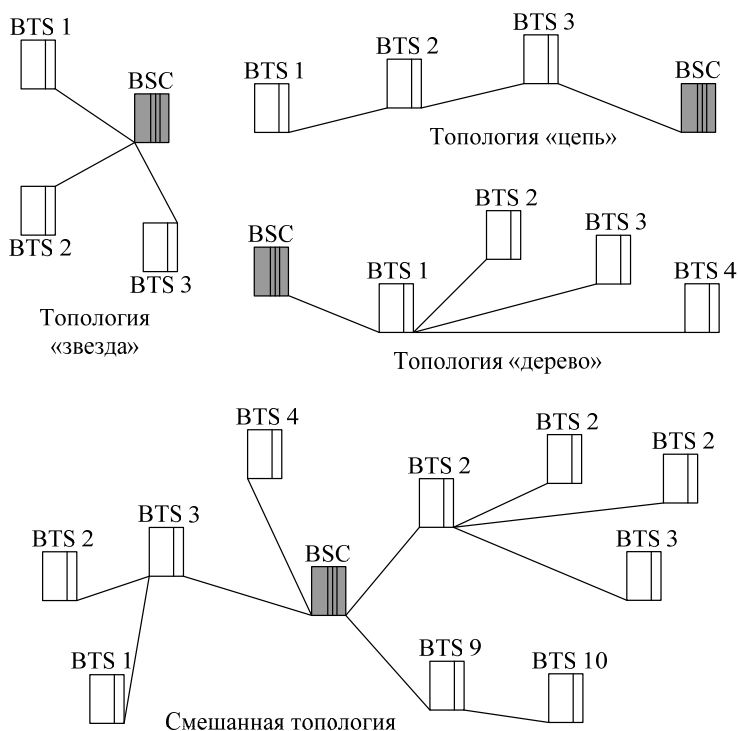 BTS 1
BSC
BTS 2
BTS 3
Топология
«звезда»
BTS 1
BTS 2
BTS 3
BSC
Топология «цепь»
BSC
BTS 1
BTS 2
BTS 3
BTS 4
Топология «дерево»
BTS 4
BTS 2
BTS 2
BTS 2
BTS 3
BTS 2
BSC
BTS 3
BTS 1
BTS 9
BTS 10
Смешанная топология